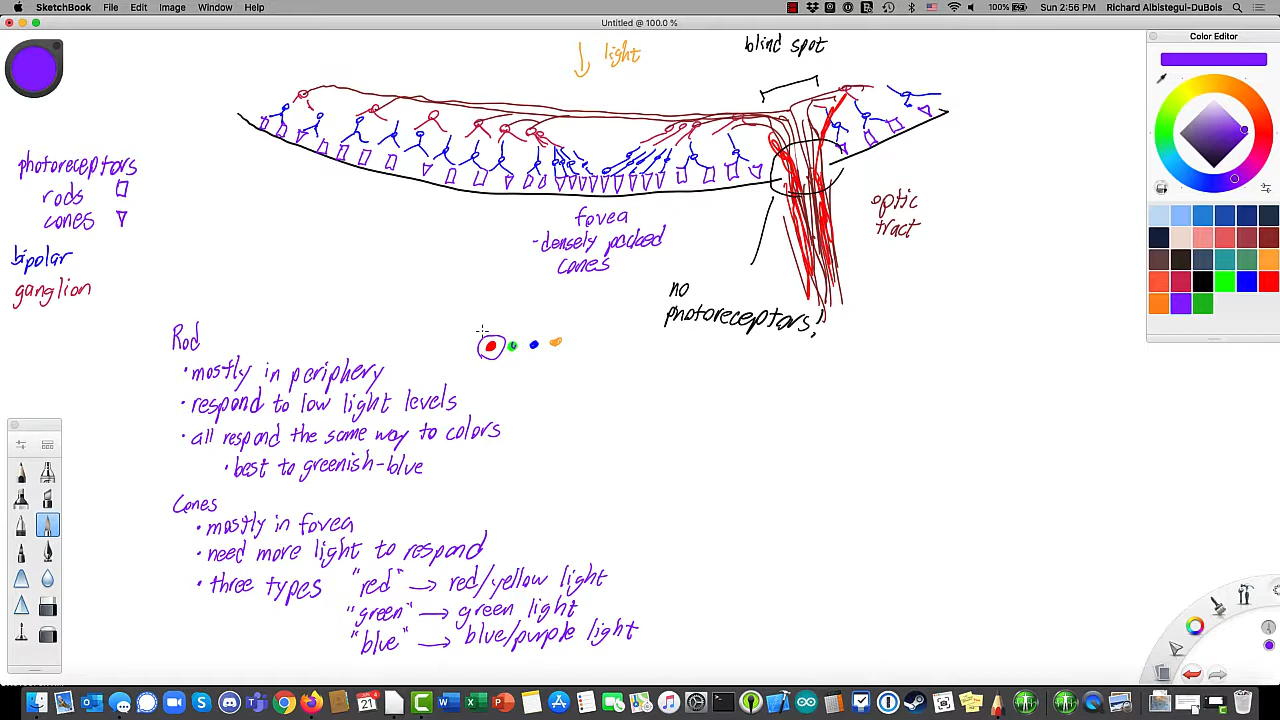 SketchBook File Edit Image Window Help 100% Sun 2:56 PM Richard Albistegui-DuBois
Untitled @ 100.0 %
Color Editor
light
blind spot
photoreceptors
rods
cones
bipolar
ganglion
fovea
-densely packed
cones
optic
tract
no
photoreceptors!
Rod
•mostly in periphery
•respond to low light levels
•all respond the same way to colors
•best to greenish-blue
Cones
•mostly in fovea
•need more light to respond
•three types "red" → red/yellow light
"green" → green light
"blue" → blue/purple light